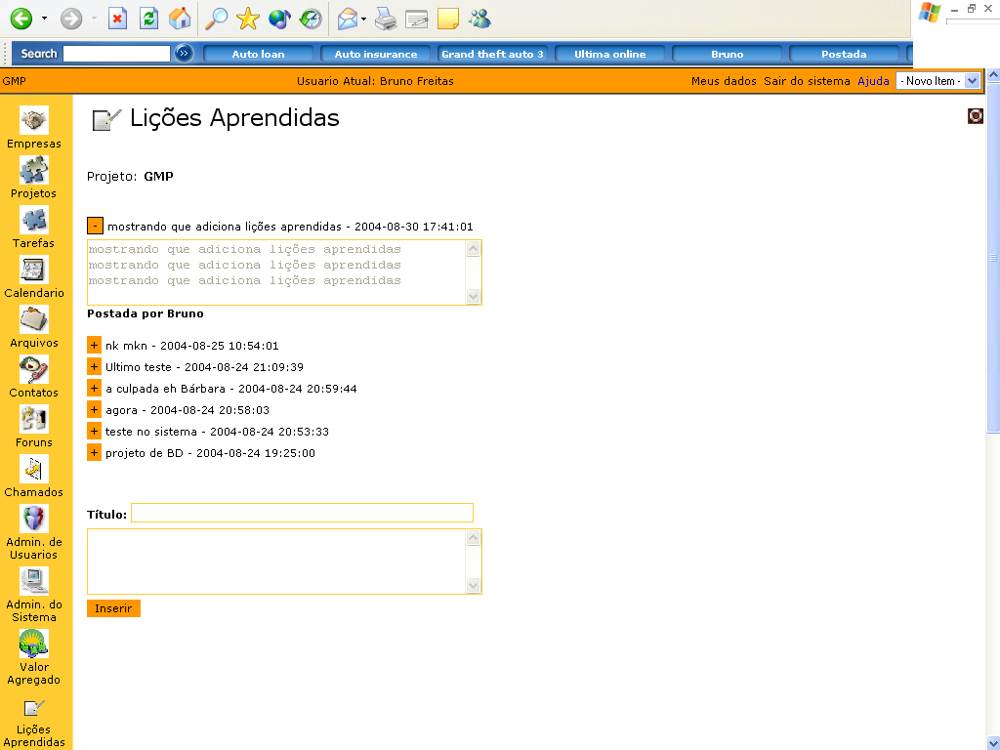 Search
Auto loan
Auto insurance
Grand theft auto 3
Ultima online
Bruno
Postada
GMP
Usuario Atual: Bruno Freitas
Meus dados Sair do sistema Ajuda
- Novo Item -
Empresas
Projetos
Tarefas
Calendario
Arquivos
Contatos
Foruns
Chamados
Admin. de
Usuarios
Admin. do
Sistema
Valor
Agregado
Lições
Aprendidas
Lições Aprendidas
Projeto: GMP
- mostrando que adiciona lições aprendidas - 2004-08-30 17:41:01
mostrando que adiciona lições aprendidas
mostrando que adiciona lições aprendidas
mostrando que adiciona lições aprendidas
Postada por Bruno
+ nk mkn - 2004-08-25 10:54:01
+ Ultimo teste - 2004-08-24 21:09:39
+ a culpada eh Bárbara - 2004-08-24 20:59:44
+ agora - 2004-08-24 20:58:03
+ teste no sistema - 2004-08-24 20:53:33
+ projeto de BD - 2004-08-24 19:25:00
Título:
Inserir